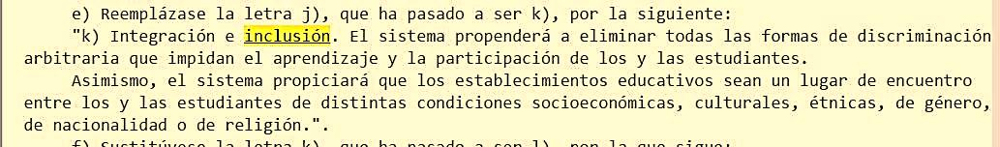 e) Reemplázase la letra j), que ha pasado a ser k), por la siguiente:
"k) Integración e inclusión. El sistema propenderá a eliminar todas las formas de discriminación
arbitraria que impidan el aprendizaje y la participación de los y las estudiantes.
Asimismo, el sistema propiciará que los establecimientos educativos sean un lugar de encuentro
entre los y las estudiantes de distintas condiciones socioeconómicas, culturales, étnicas, de género,
de nacionalidad o de religión.".
f) Sustitúyese la letra k), que ha pasado a ser l), por la que sigue: